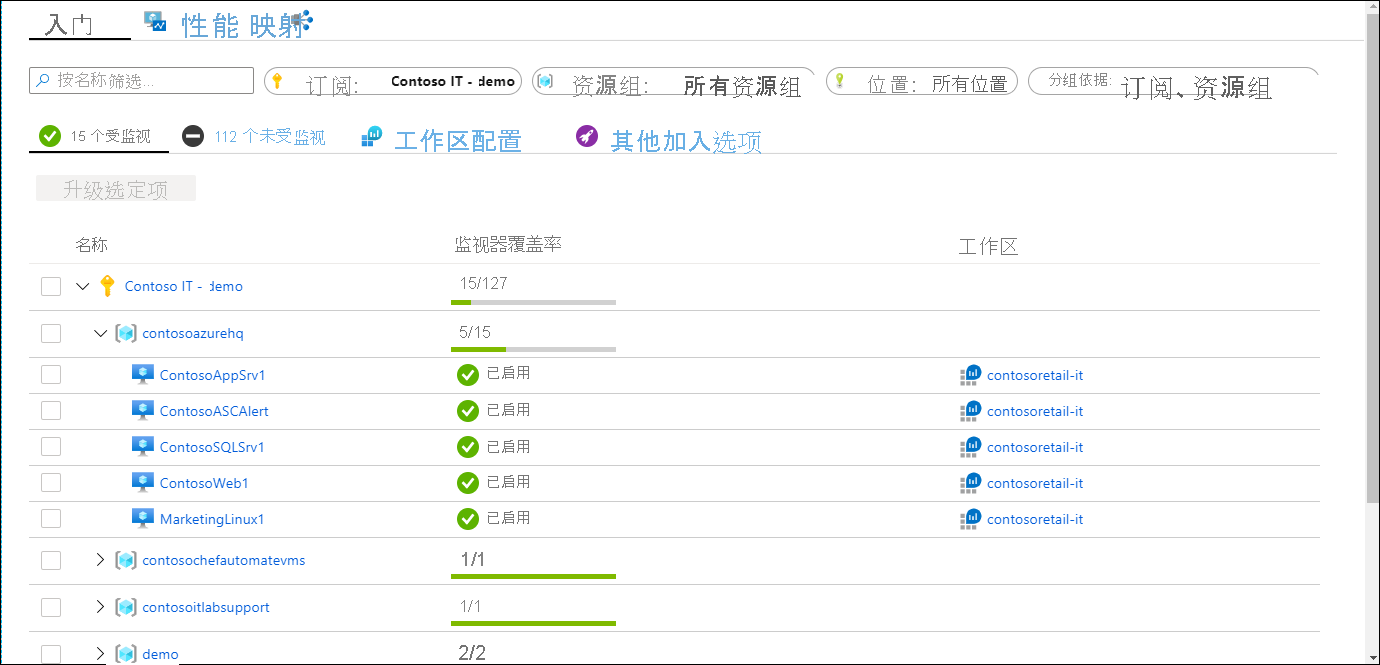 入门 性能 映射
按名称筛选... 订阅: Contoso IT - demo 资源组: 所有资源组 位置: 所有位置 分组依据: 订阅、资源组
15 个受监视 112 个未受监视 工作区配置 其他加入选项
升级选定项
名称 监视器覆盖率 工作区
Contoso IT - demo 15/127
contosoazurehq 5/15
ContosoAppSrv1 已启用 contosoretail-it
ContosoASCAlert 已启用 contosoretail-it
ContosoSQLSrv1 已启用 contosoretail-it
ContosoWeb1 已启用 contosoretail-it
MarketingLinux1 已启用 contosoretail-it
contosochefautomatevms 1/1
contosoitlabsupport 1/1
demo 2/2